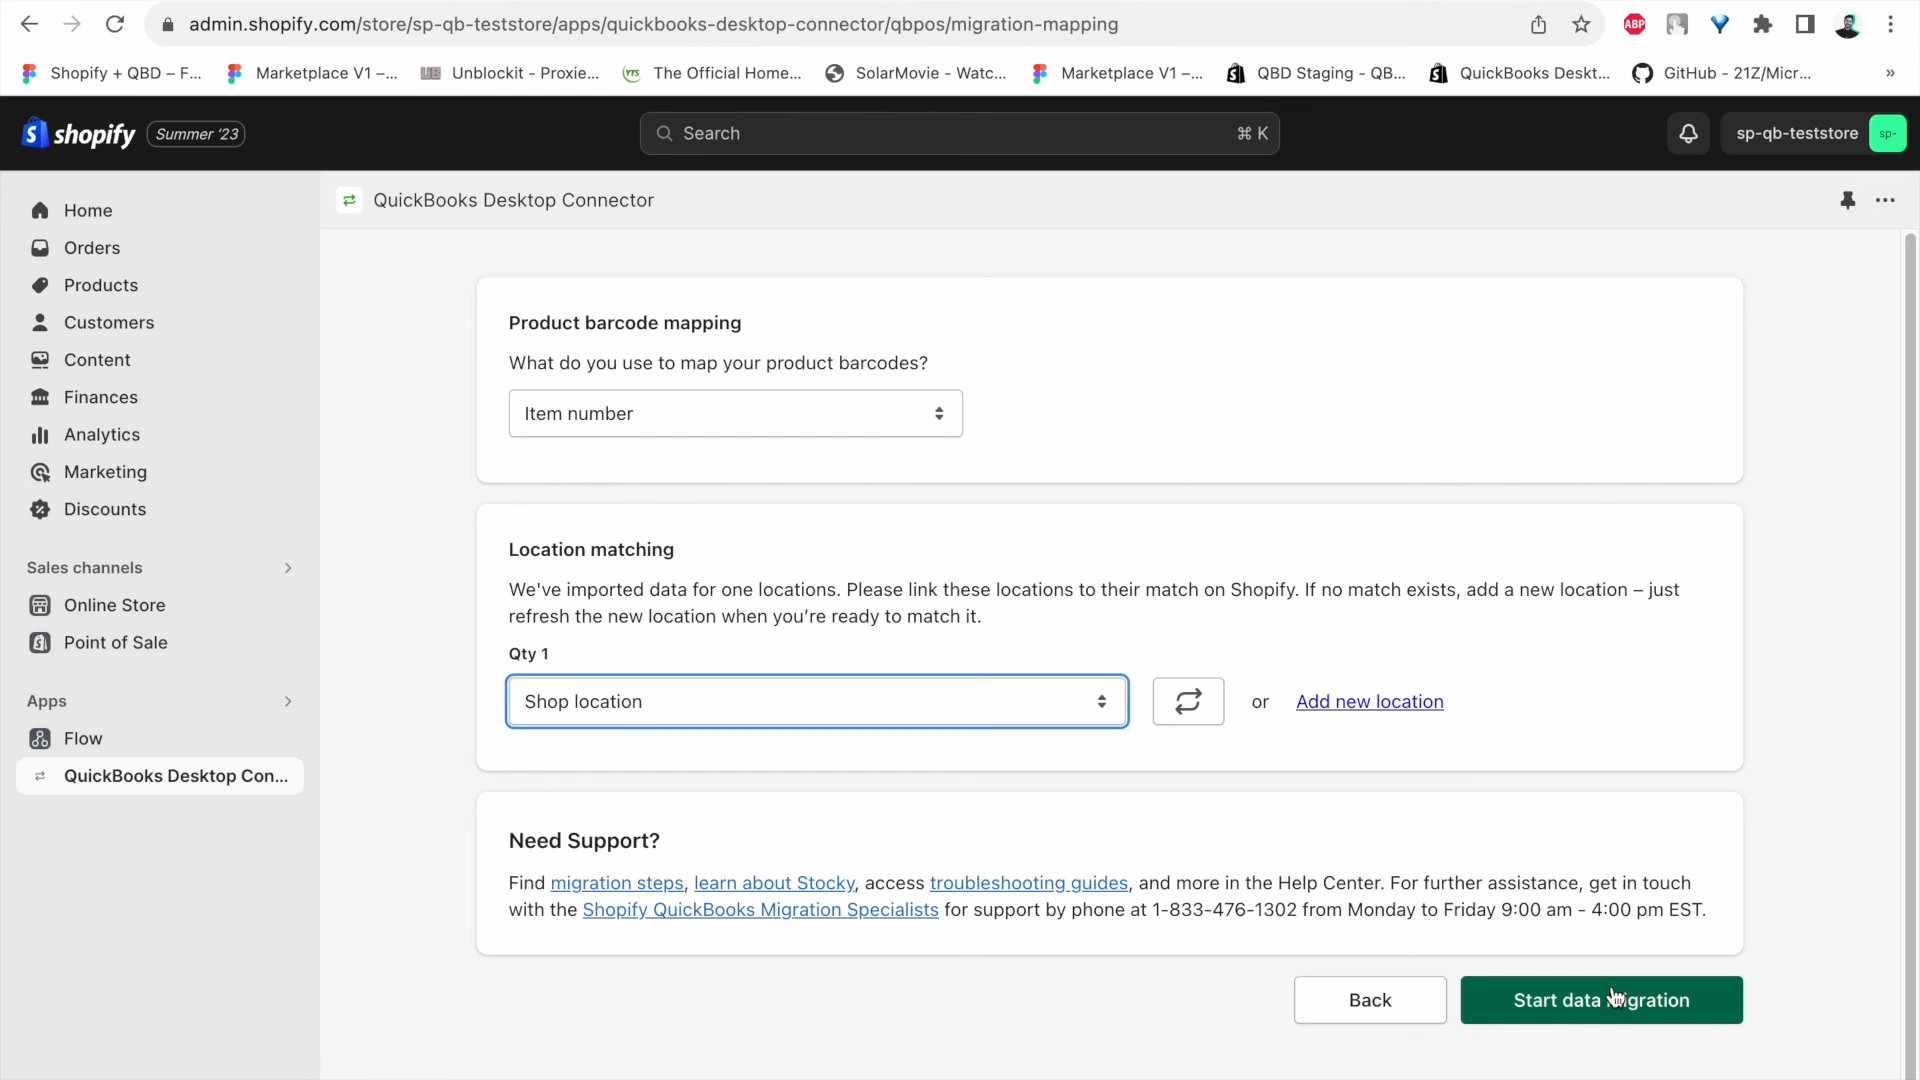 admin.shopify.com/store/sp-qb-teststore/apps/quickbooks-desktop-connector/qbpos/migration-mapping
ABP
Shopify + QBD – F...
Marketplace V1 –...
UB
Unblockit - Proxie...
YTS
The Official Home...
SolarMovie - Watc...
Marketplace V1 –...
QBD Staging - QB...
QuickBooks Deskt...
GitHub - 21Z/Micr...
»
shopify
Summer '23
Search
⌘ K
sp-qb-teststore
sp-
Home
Orders
Products
Customers
Content
Finances
Analytics
Marketing
Discounts
Sales channels
Online Store
Point of Sale
Apps
Flow
QuickBooks Desktop Con...
QuickBooks Desktop Connector
Product barcode mapping
What do you use to map your product barcodes?
Item number
Location matching
We've imported data for one locations. Please link these locations to their match on Shopify. If no match exists, add a new location – just
refresh the new location when you’re ready to match it.
Qty 1
Shop location
or
Add new location
Need Support?
Find migration steps, learn about Stocky, access troubleshooting guides, and more in the Help Center. For further assistance, get in touch
with the Shopify QuickBooks Migration Specialists for support by phone at 1-833-476-1302 from Monday to Friday 9:00 am - 4:00 pm EST.
Back
Start data migration